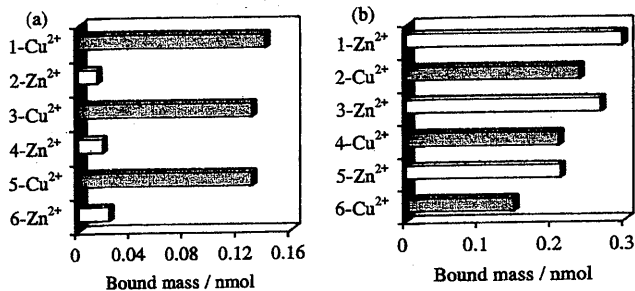 (a)
1-Cu²⁺
2-Zn²⁺
3-Cu²⁺
4-Zn²⁺
5-Cu²⁺
6-Zn²⁺
0 0.04 0.08 0.12 0.16
Bound mass / nmol
(b)
1-Zn²⁺
2-Cu²⁺
3-Zn²⁺
4-Cu²⁺
5-Zn²⁺
6-Cu²⁺
0 0.1 0.2 0.3
Bound mass / nmol